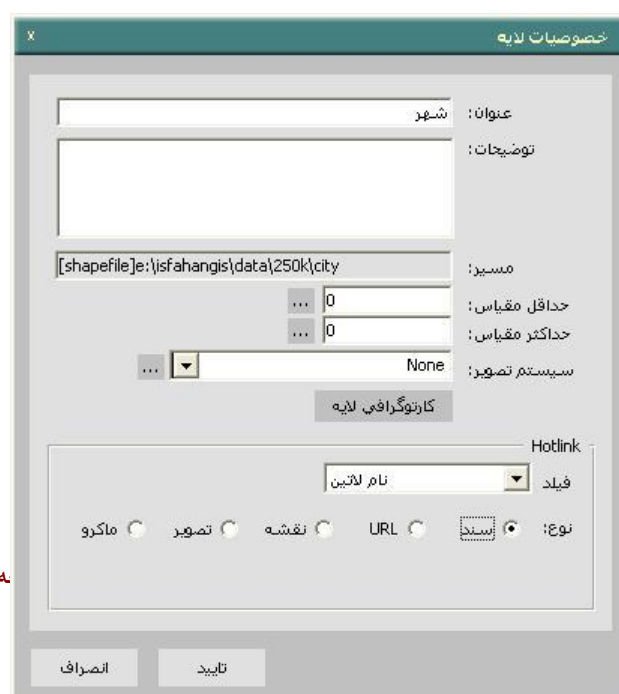 خصوصیات لایه x
عنوان: شهر
توضیحات:
مسیر: [shapefile]e:\isfahangis\data\250k\city
حداقل مقیاس: 0 ...
حداکثر مقیاس: 0 ...
سیستم تصویر: None ...
کارتوگرافی لایه
Hotlink
فیلد نام لاتین
نوع: سند URL نقشه تصویر ماکرو
تایید انصراف